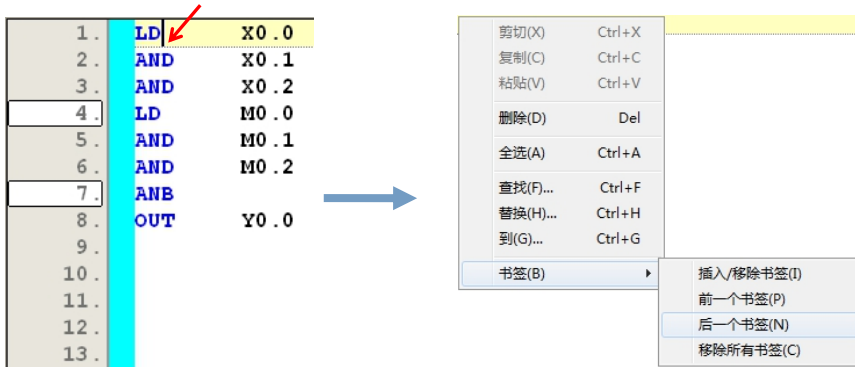 1. LD X0.0
2. AND X0.1
3. AND X0.2
4. LD M0.0
5. AND M0.1
6. AND M0.2
7. ANB
8. OUT Y0.0
9.
10.
11.
12.
13.
剪切(X) Ctrl+X
复制(C) Ctrl+C
粘贴(V) Ctrl+V
删除(D) Del
全选(A) Ctrl+A
查找(F)... Ctrl+F
替换(H)... Ctrl+H
到(G)... Ctrl+G
书签(B)
插入/移除书签(I)
前一个书签(P)
后一个书签(N)
移除所有书签(C)